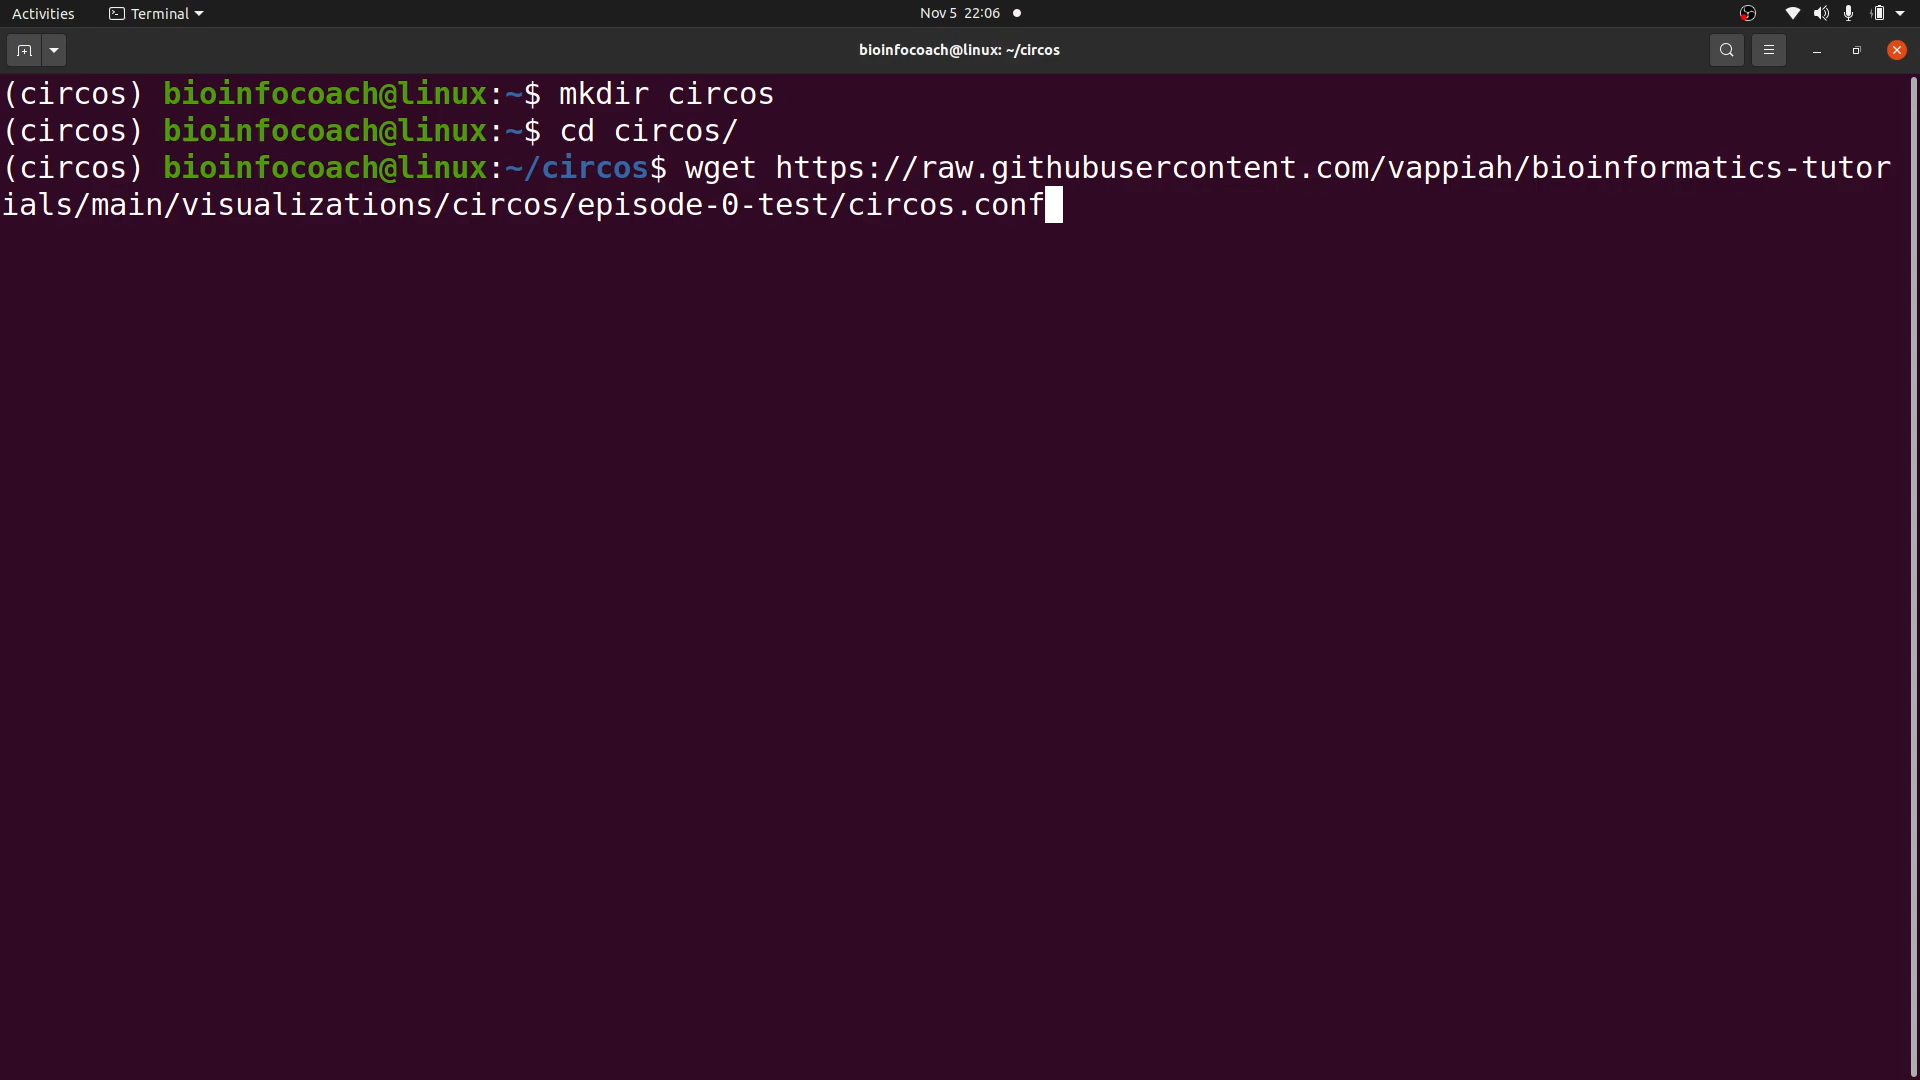 Activities
Terminal
Nov 5 22:06
bioinfocoach@linux: ~/circos
(circos) bioinfocoach@linux:~$ mkdir circos
(circos) bioinfocoach@linux:~$ cd circos/
(circos) bioinfocoach@linux:~/circos$ wget https://raw.githubusercontent.com/vappiah/bioinformatics-tutor
ials/main/visualizations/circos/episode-0-test/circos.conf